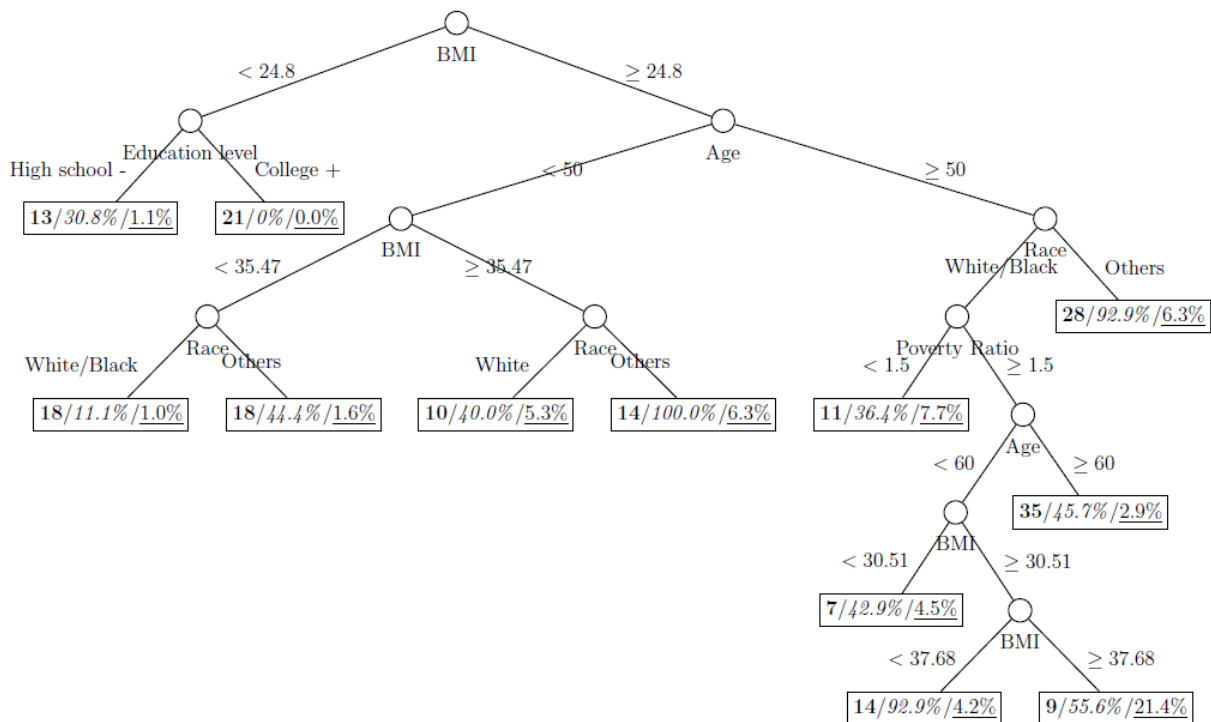 BMI
< 24.8
≥ 24.8
Education level
Age
High school -
College +
< 50
≥ 50
13/30.8%/1.1%
21/0%/0.0%
BMI
Race
< 35.47
≥ 35.47
White/Black
Others
28/92.9%/6.3%
Race
Race
Poverty Ratio
White/Black
Others
White
Others
< 1.5
≥ 1.5
18/11.1%/1.0%
18/44.4%/1.6%
10/40.0%/5.3%
14/100.0%/6.3%
11/36.4%/7.7%
Age
< 60
≥ 60
35/45.7%/2.9%
BMI
< 30.51
≥ 30.51
7/42.9%/4.5%
BMI
< 37.68
≥ 37.68
14/92.9%/4.2%
9/55.6%/21.4%